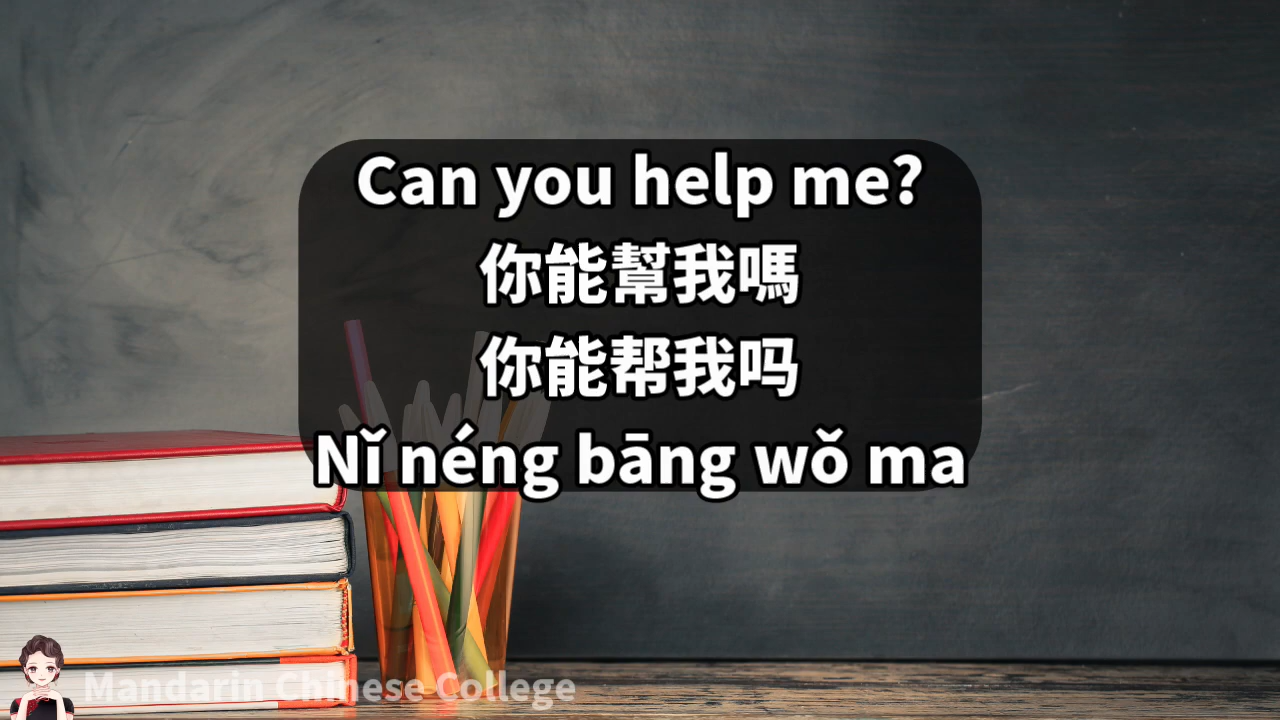 Can you help me?
你能幫我嗎
你能帮我吗
Nǐ néng bāng wǒ ma
Mandarin Chinese College